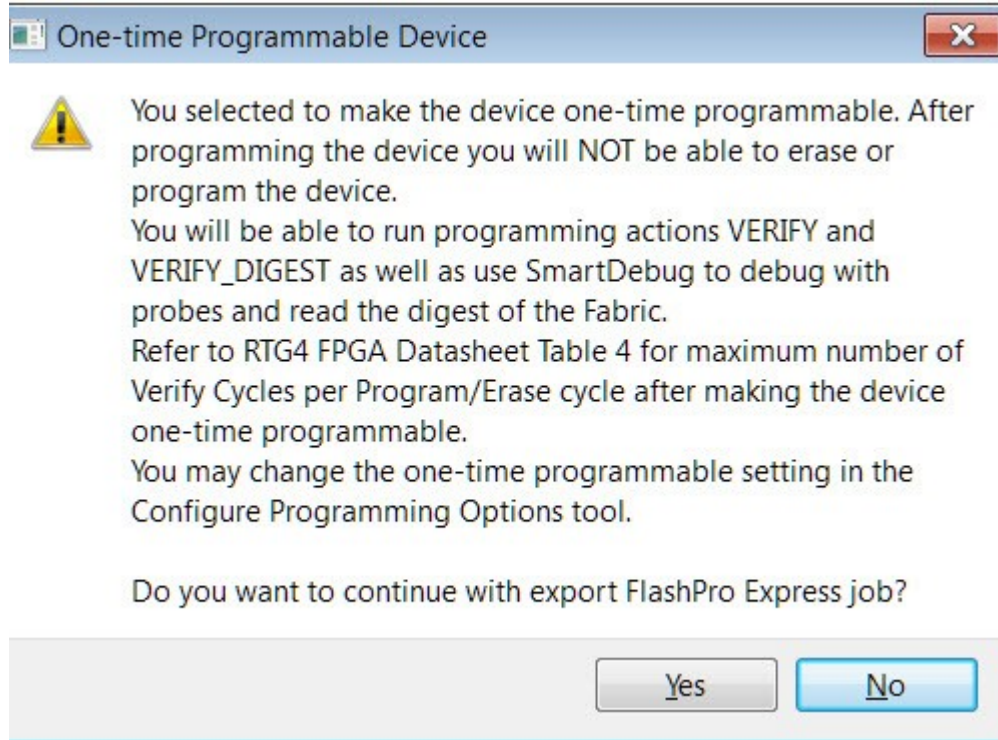 One-time Programmable Device
You selected to make the device one-time programmable. After
programming the device you will NOT be able to erase or
program the device.
You will be able to run programming actions VERIFY and
VERIFY_DIGEST as well as use SmartDebug to debug with
probes and read the digest of the Fabric.
Refer to RTG4 FPGA Datasheet Table 4 for maximum number of
Verify Cycles per Program/Erase cycle after making the device
one-time programmable.
You may change the one-time programmable setting in the
Configure Programming Options tool.
Do you want to continue with export FlashPro Express job?
Yes No